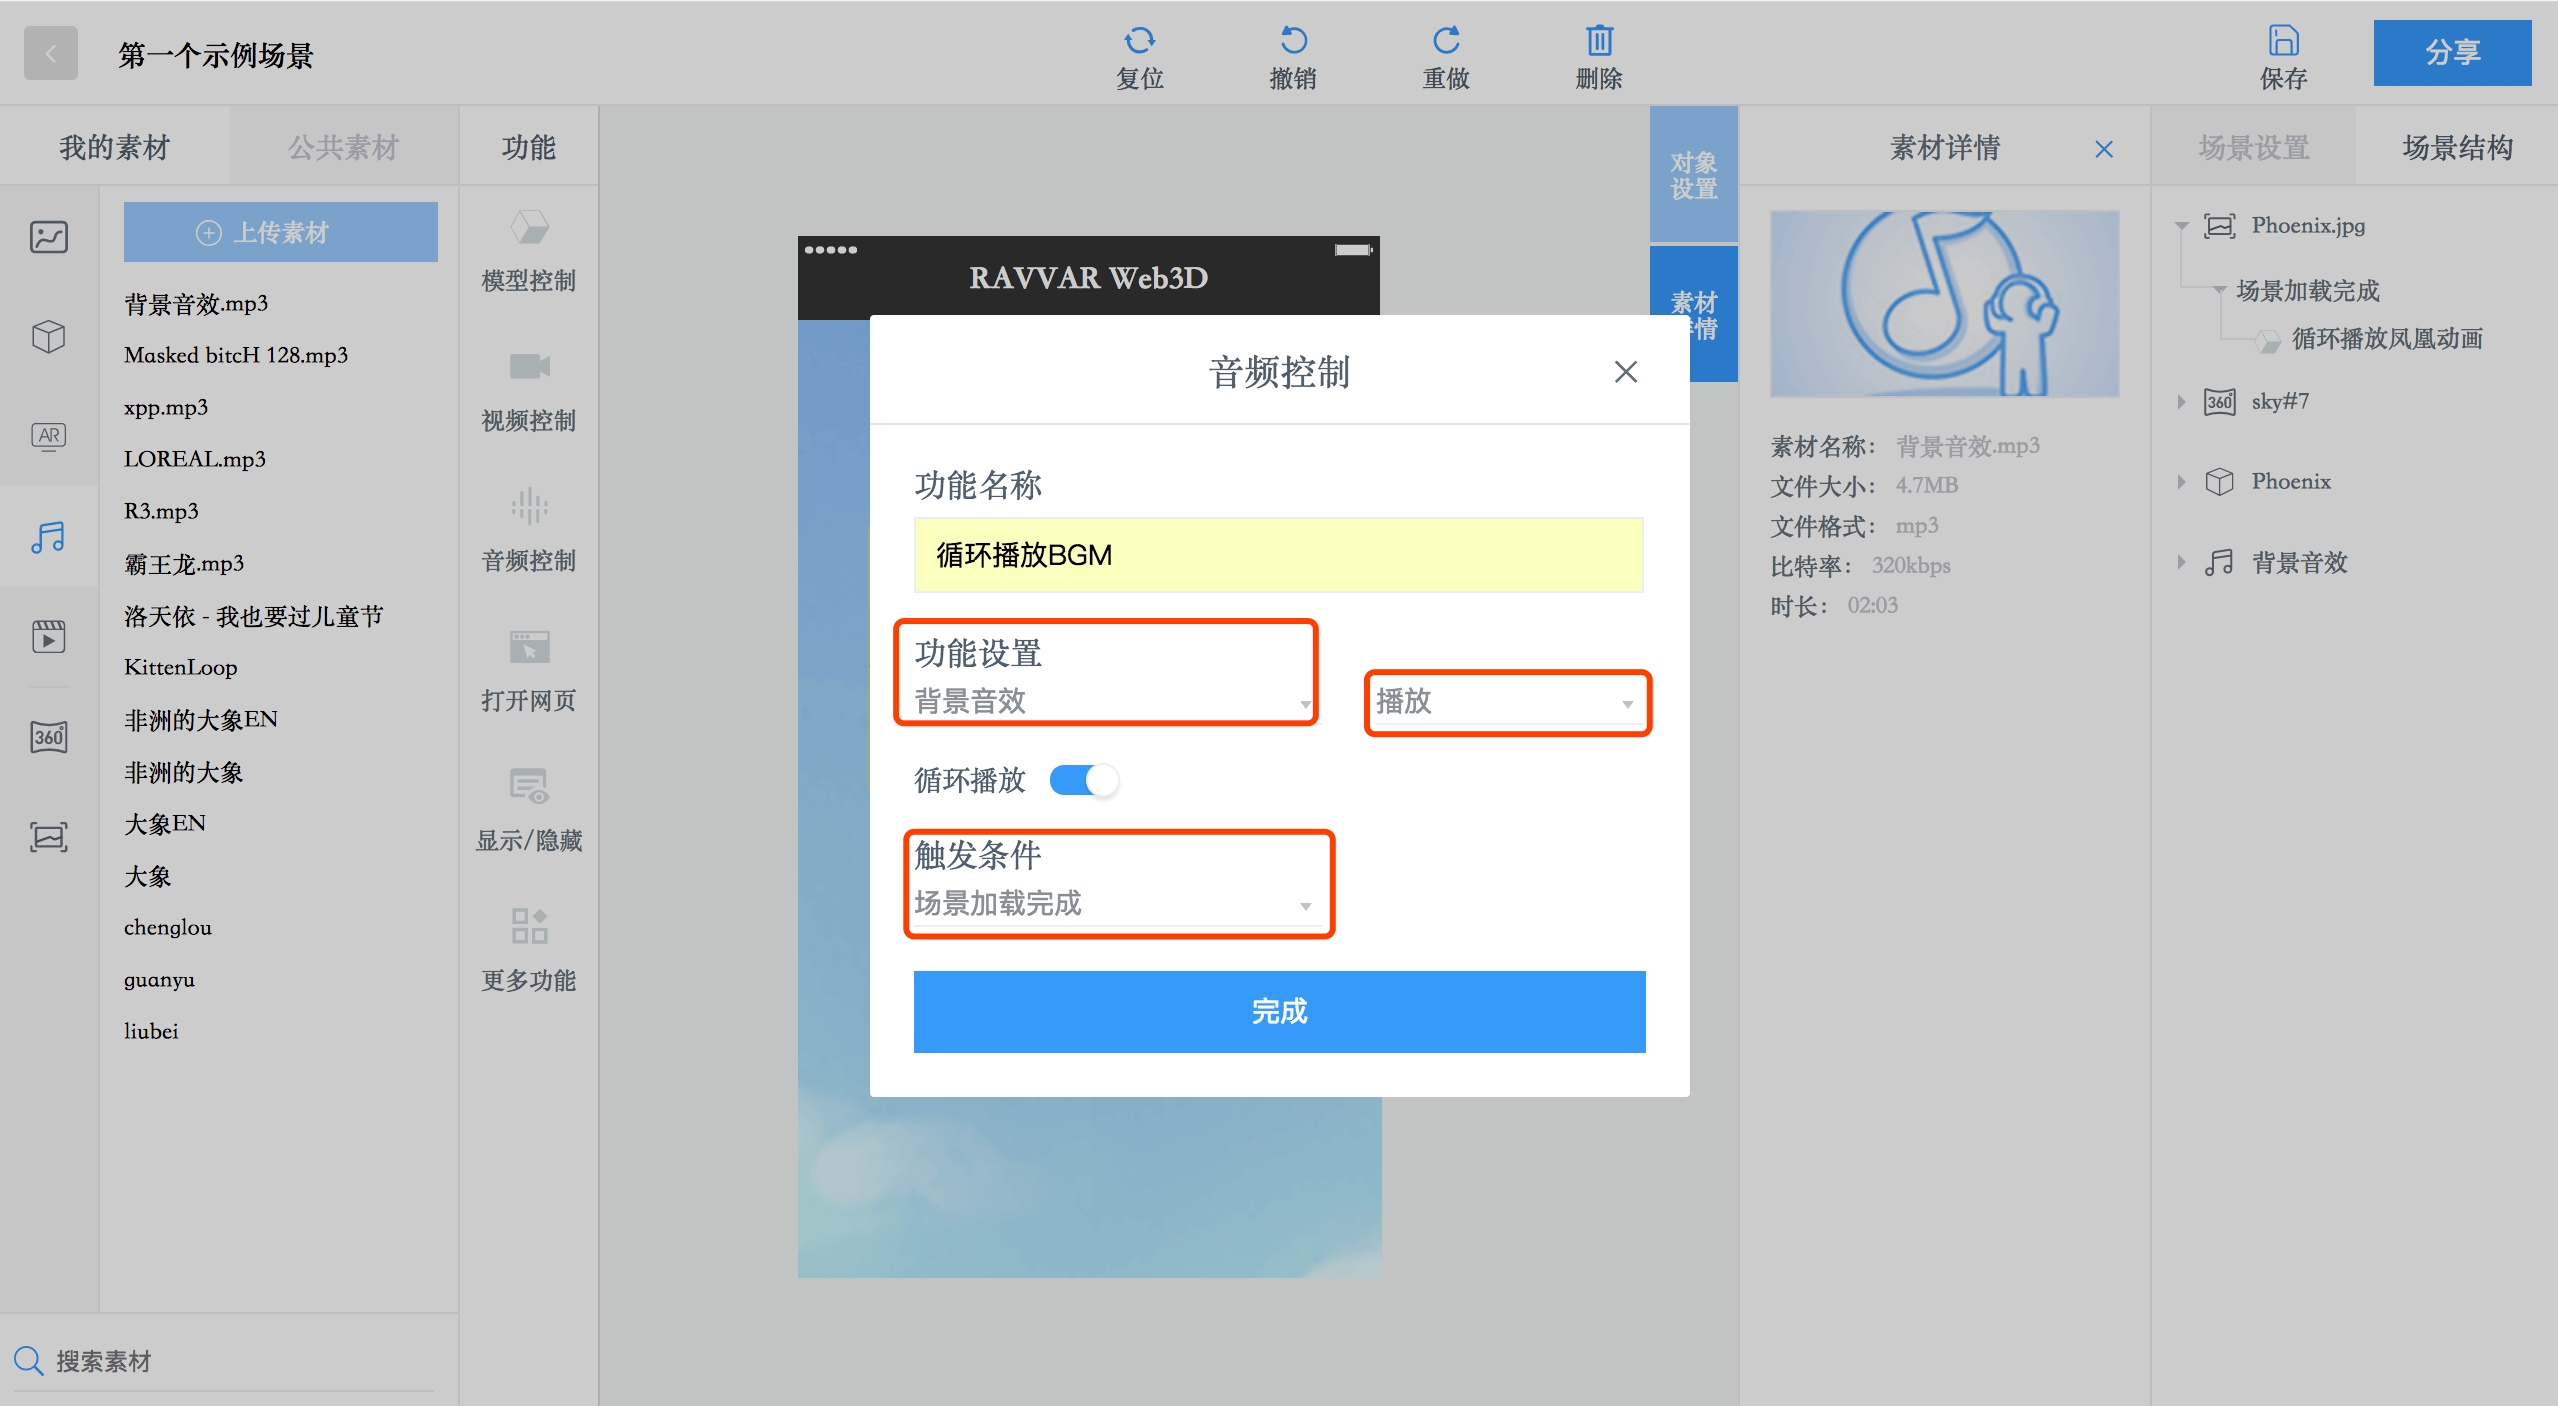 第一个示例场景
复位
撤销
重做
删除
保存
分享
我的素材
公共素材
功能
上传素材
背景音效.mp3
Masked bitcH 128.mp3
xpp.mp3
LOREAL.mp3
R3.mp3
霸王龙.mp3
洛天依 - 我也要过儿童节
KittenLoop
非洲的大象EN
非洲的大象
大象EN
大象
chenglou
guanyu
liubei
搜索素材
AR
360°
模型控制
视频控制
音频控制
打开网页
显示/隐藏
更多功能
RAVVAR Web3D
音频控制
功能名称
循环播放BGM
功能设置
背景音效
播放
循环播放
触发条件
场景加载完成
完成
对象
设置
素材
详情
素材详情
素材名称： 背景音效.mp3
文件大小： 4.7MB
文件格式： mp3
比特率： 320kbps
时长： 02:03
场景设置
场景结构
Phoenix.jpg
场景加载完成
循环播放凤凰动画
360°
sky#7
Phoenix
背景音效